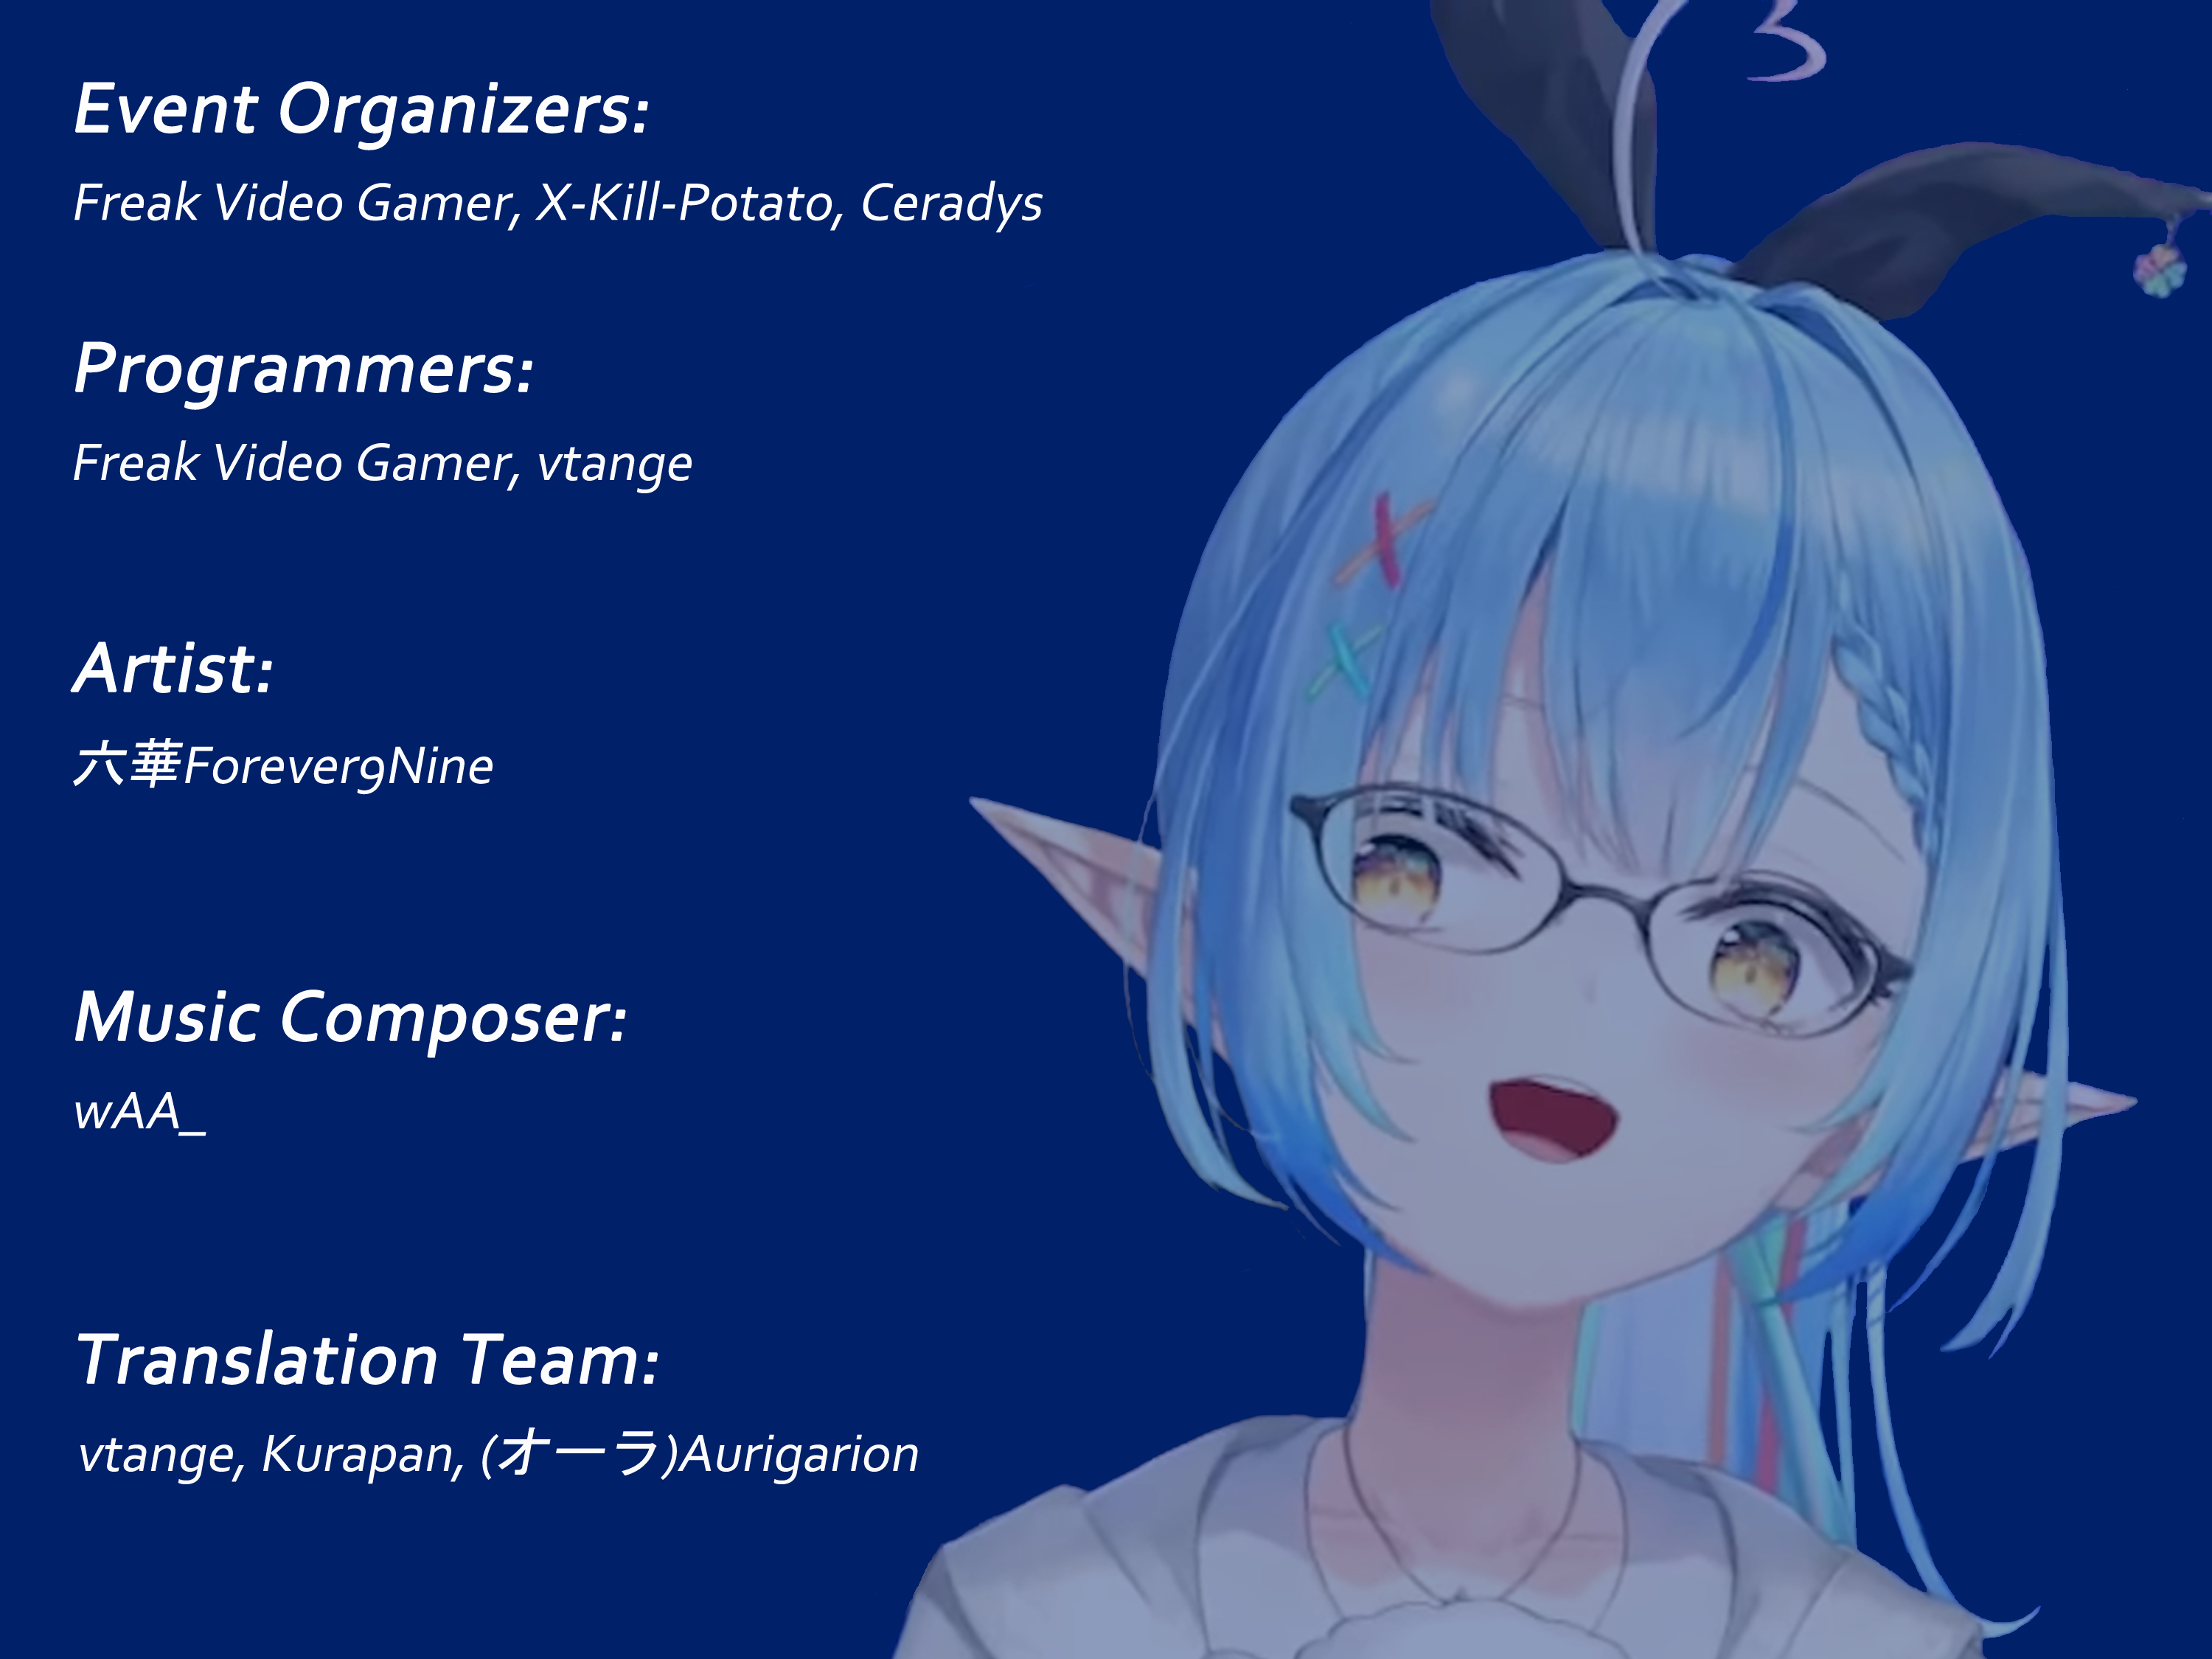 Event Organizers:
Freak Video Gamer, X-Kill-Potato, Ceradys
Programmers:
Freak Video Gamer, vtange
Artist:
六華Forever9Nine
Music Composer:
wAA_
Translation Team:
vtange, Kurapan, (オーラ)Aurigarion